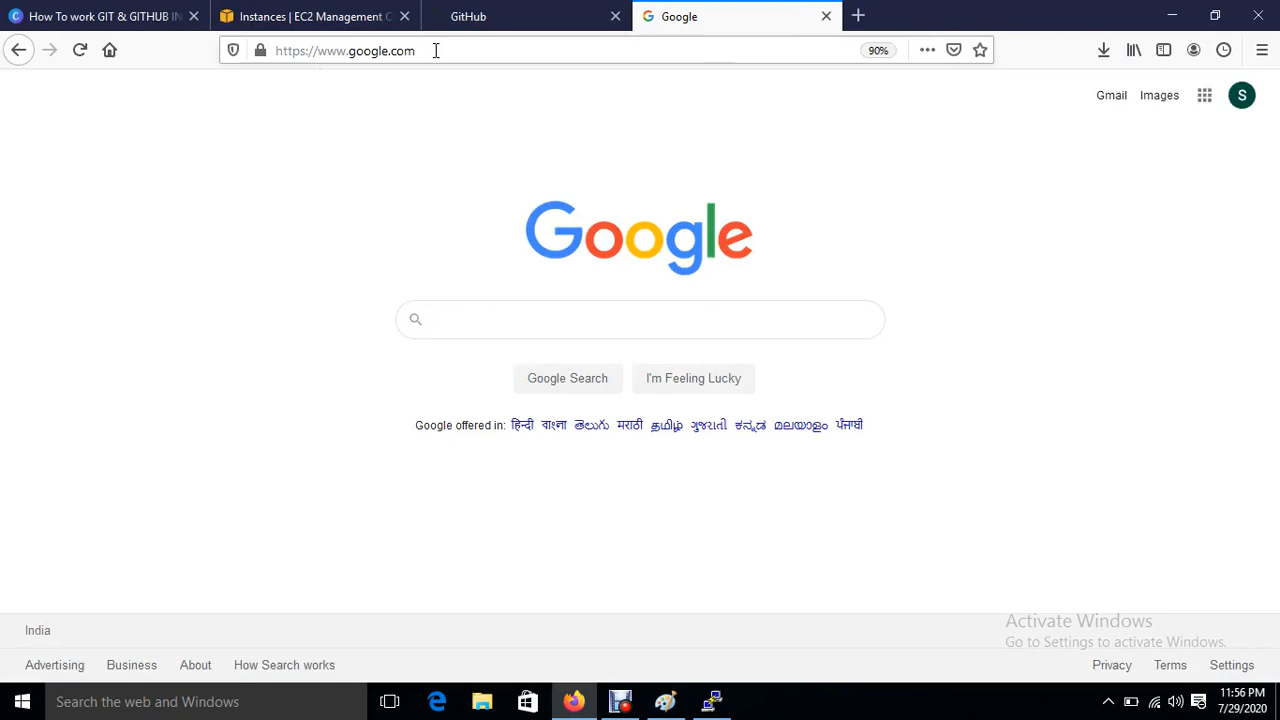 How To work GIT & GITHUB IN
Instances | EC2 Management C
GitHub
Google
https://www.google.com
90%
Gmail
Images
S
Google
Google Search
I'm Feeling Lucky
Google offered in: हिन्दी বাংলা తెలుగు मराठी தமிழ் ગુજરાતી ಕನ್ನಡ മലയാളം ਪੰਜਾਬੀ
India
Activate Windows
Go to Settings to activate Windows.
Advertising
Business
About
How Search works
Privacy
Terms
Settings
Search the web and Windows
11:56 PM
7/29/2020